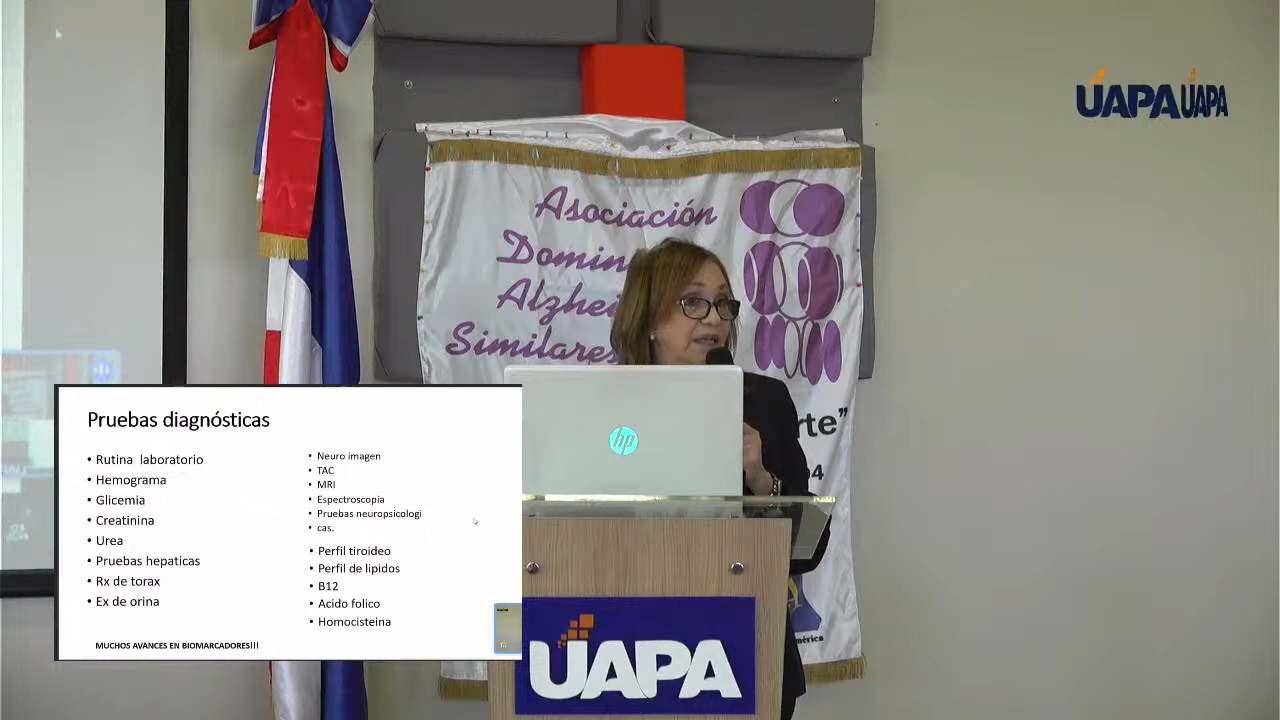 UAPA UAPA
Asociación
Domin
Alzhei
Similares
rte”
4
mérica
hp
UAPA
Pruebas diagnósticas
• Rutina laboratorio
• Hemograma
• Glicemia
• Creatinina
• Urea
• Pruebas hepaticas
• Rx de torax
• Ex de orina
• Neuro imagen
• TAC
• MRI
• Espectroscopia
• Pruebas neuropsicologi
• cas.
• Perfil tiroideo
• Perfil de lipidos
• B12
• Acido folico
• Homocisteina
MUCHOS AVANCES EN BIOMARCADORES!!!